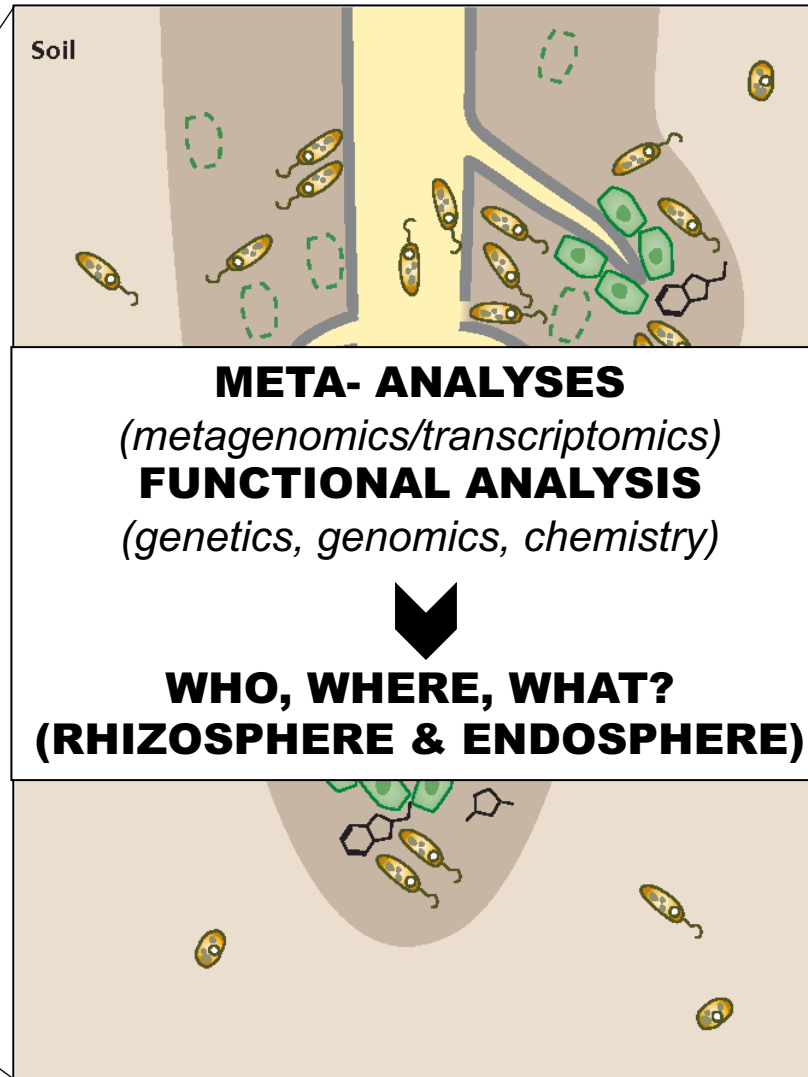 Soil
META- ANALYSES
(metagenomics/transcriptomics)
FUNCTIONAL ANALYSIS
(genetics, genomics, chemistry)
WHO, WHERE, WHAT?
(RHIZOSPHERE & ENDOSPHERE)